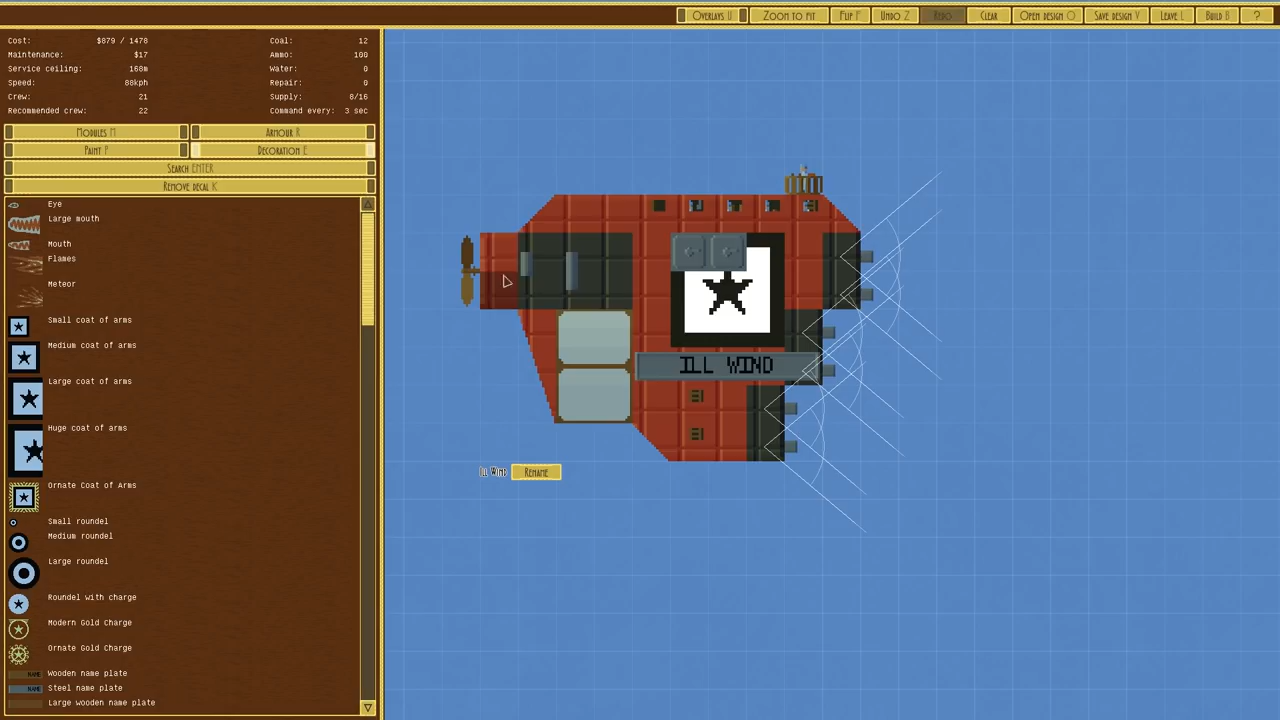 OVERLAYS U
ZOOM TO FIT
FLIP F
UNDO Z
REDO
CLEAR
OPEN DESIGN O
SAVE DESIGN V
LEAVE L
BUILD B
?
Cost: $879 / 1478
Coal: 12
Maintenance: $17
Ammo: 100
Service ceiling: 168m
Water: 0
Speed: 88kph
Repair: 0
Crew: 21
Supply: 8/16
Recommended crew: 22
Command every: 3 sec
MODULES M
ARMOUR R
PAINT P
DECORATION E
SEARCH ENTER
REMOVE DECAL K
Eye
Large mouth
Mouth
Flames
Meteor
Small coat of arms
Medium coat of arms
Large coat of arms
Huge coat of arms
Ornate Coat of Arms
Small roundel
Medium roundel
Large roundel
Roundel with charge
Modern Gold Charge
Ornate Gold Charge
NAME Wooden name plate
NAME Steel name plate
Large wooden name plate
ILL WIND
ILL WIND
RENAME